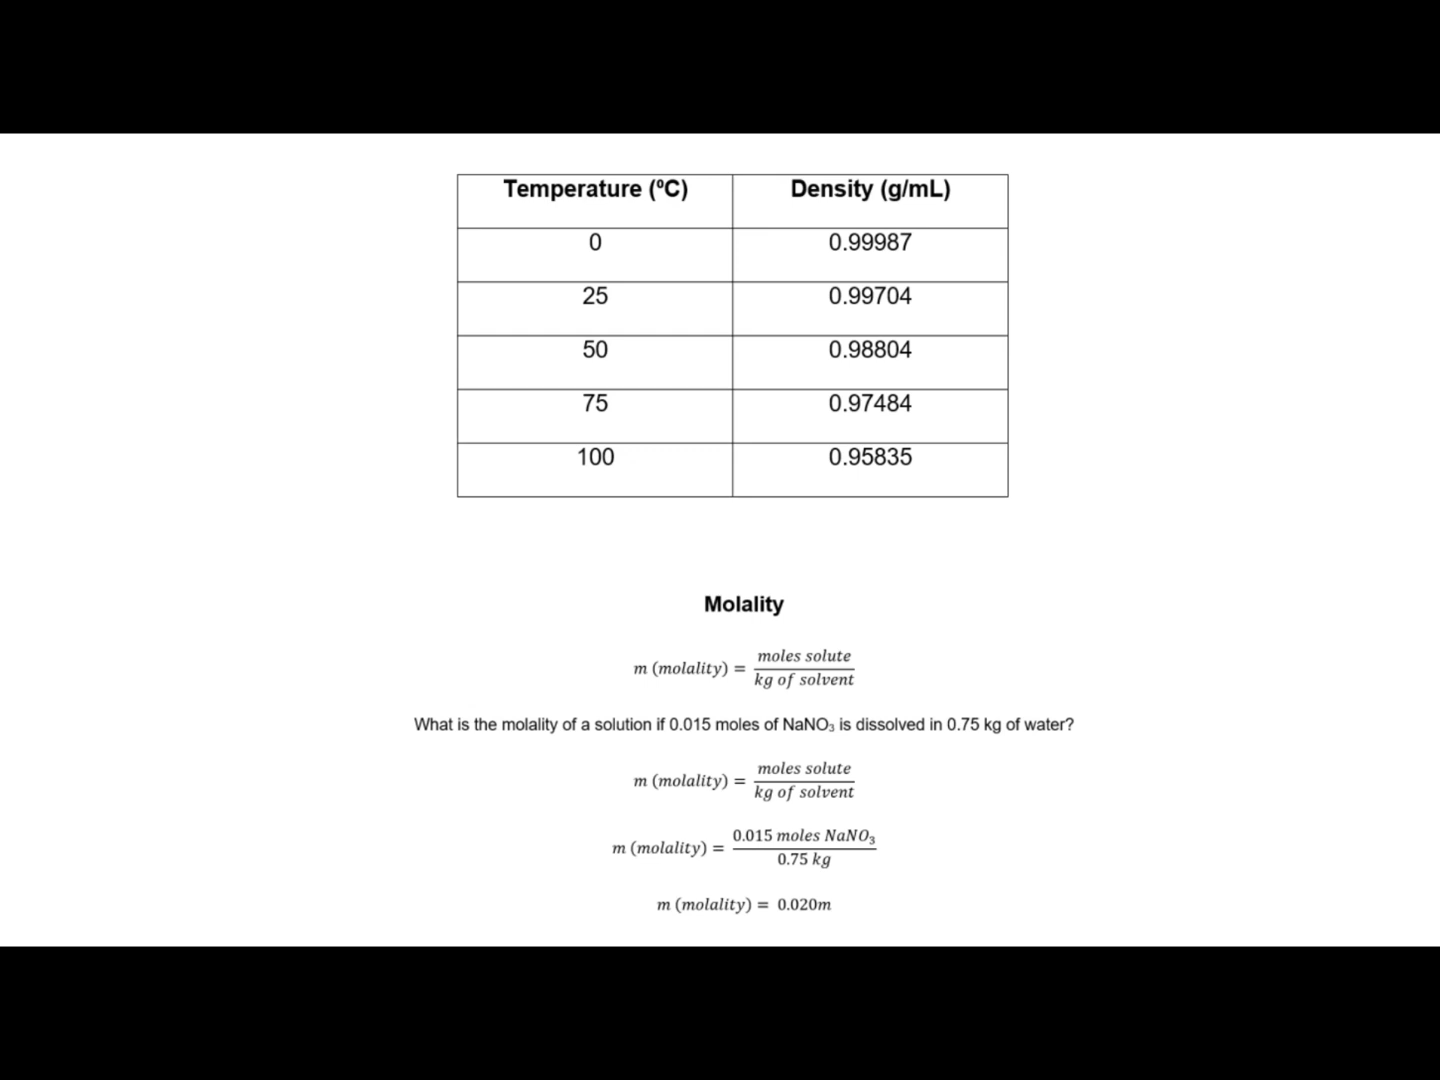 Temperature (⁰C) Density (g/mL)
0 0.99987
25 0.99704
50 0.98804
75 0.97484
100 0.95835
Molality
m (molality) = moles solute / kg of solvent
What is the molality of a solution if 0.015 moles of NaNO₃ is dissolved in 0.75 kg of water?
m (molality) = moles solute / kg of solvent
m (molality) = 0.015 moles NaNO₃ / 0.75 kg
m (molality) = 0.020m